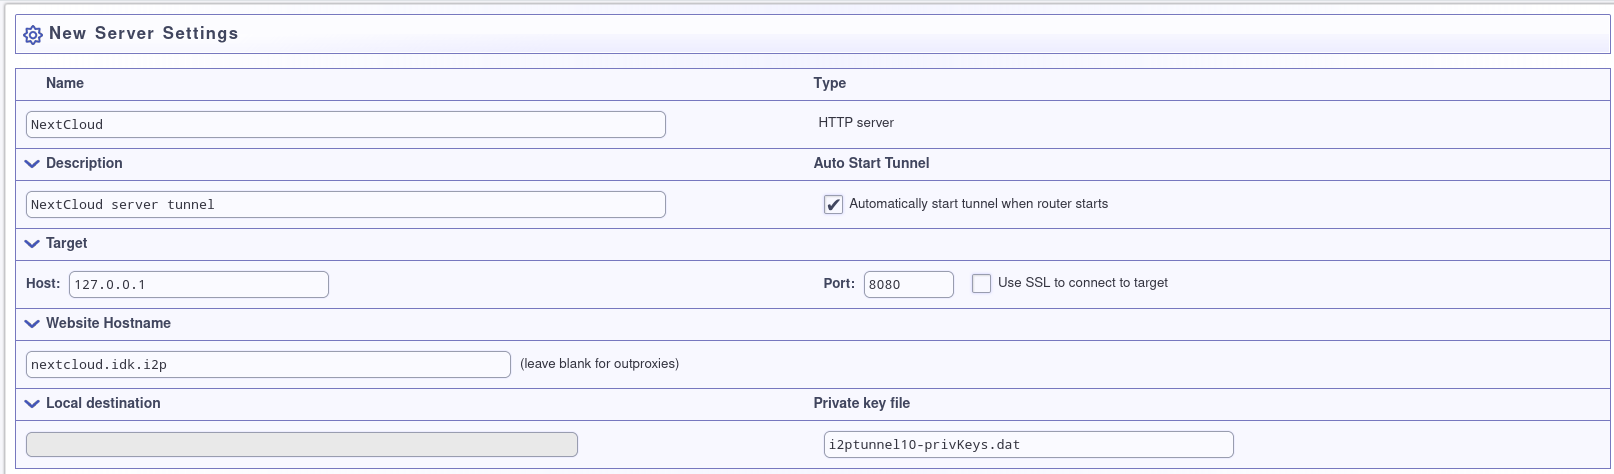 New Server Settings
Name Type
NextCloud HTTP server
Description Auto Start Tunnel
NextCloud server tunnel Automatically start tunnel when router starts
Target
Host: 127.0.0.1 Port: 8080 Use SSL to connect to target
Website Hostname
nextcloud.idk.i2p (leave blank for outproxies)
Local destination Private key file
i2ptunnel10-privKeys.dat